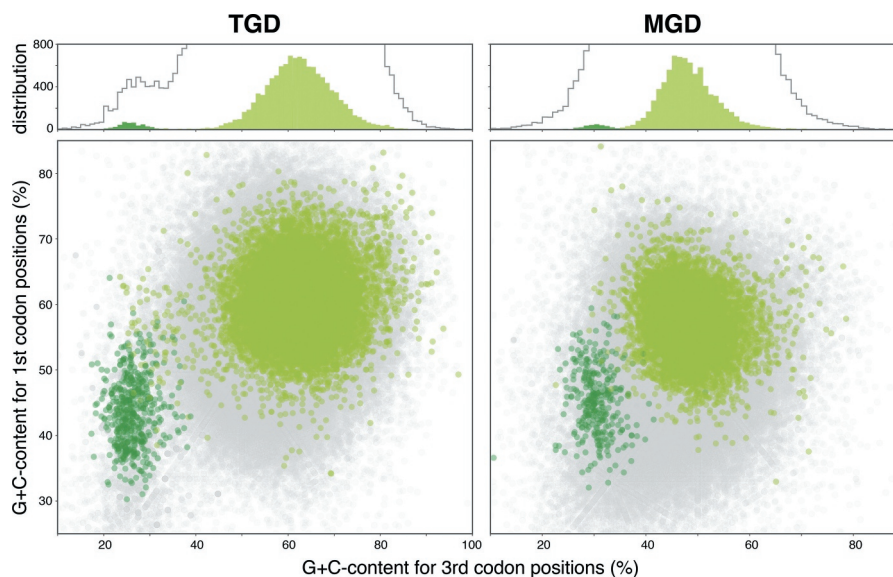 TGD
MGD
distribution
800
400
0
G+C-content for 1st codon positions (%)
80
70
60
50
40
30
20 40 60 80 100
20 40 60 80
G+C-content for 3rd codon positions (%)